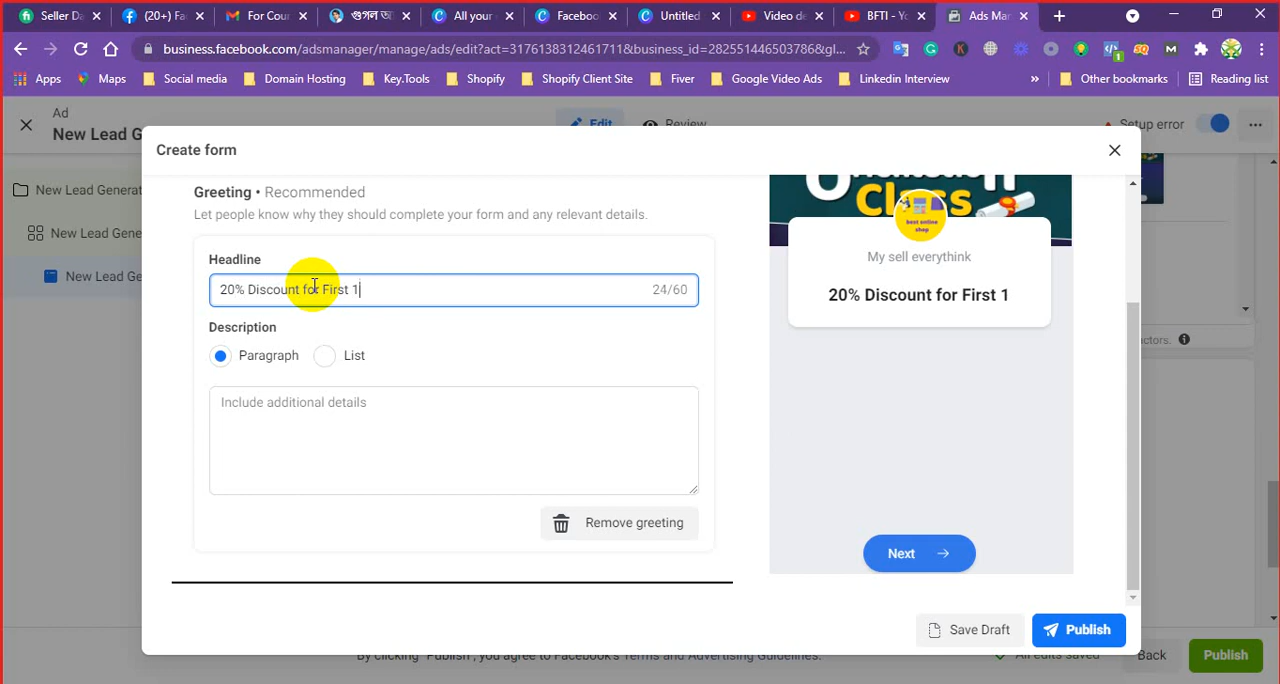 Seller Da
(20+) Fa
For Cour
গুগল অ
All your
Faceboo
Untitled
Video de
BFTI - Yo
Ads Mar
business.facebook.com/adsmanager/manage/ads/edit?act=3176138312461711&business_id=282551446503786&gl...
Apps
Maps
Social media
Domain Hosting
Key.Tools
Shopify
Shopify Client Site
Fiver
Google Video Ads
Linkedin Interview
»
Other bookmarks
Reading list
Ad
New Lead G
Edit
Review
Setup error
New Lead Generat
New Lead Gene
New Lead Ge
Create form
Greeting • Recommended
Let people know why they should complete your form and any relevant details.
Headline
20% Discount for First 1
24/60
Description
Paragraph
List
Include additional details
Remove greeting
Orientation
Class
best online
shop
My sell everythink
20% Discount for First 1
Next
ctors.
Save Draft
Publish
By clicking "Publish", you agree to Facebook's Terms and Advertising Guidelines.
All edits saved
Back
Publish